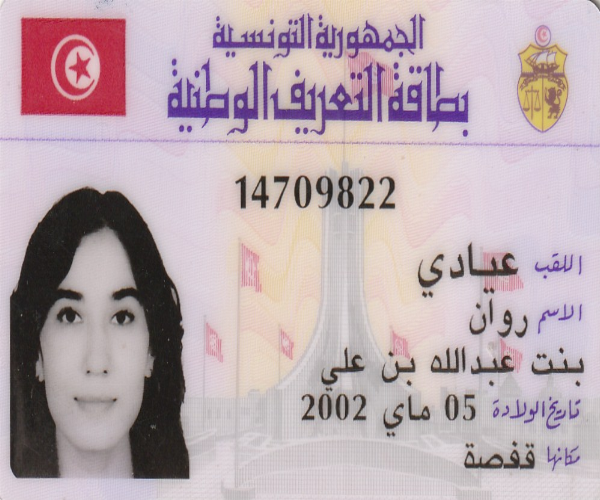 الجمهورية التونسية
بطاقة التعريف الوطنية
14709822
اللقب عيادي
الاسم روان
بنت عبدالله بن علي
تاريخ الولادة 05 ماي 2002
مكانها قفصة